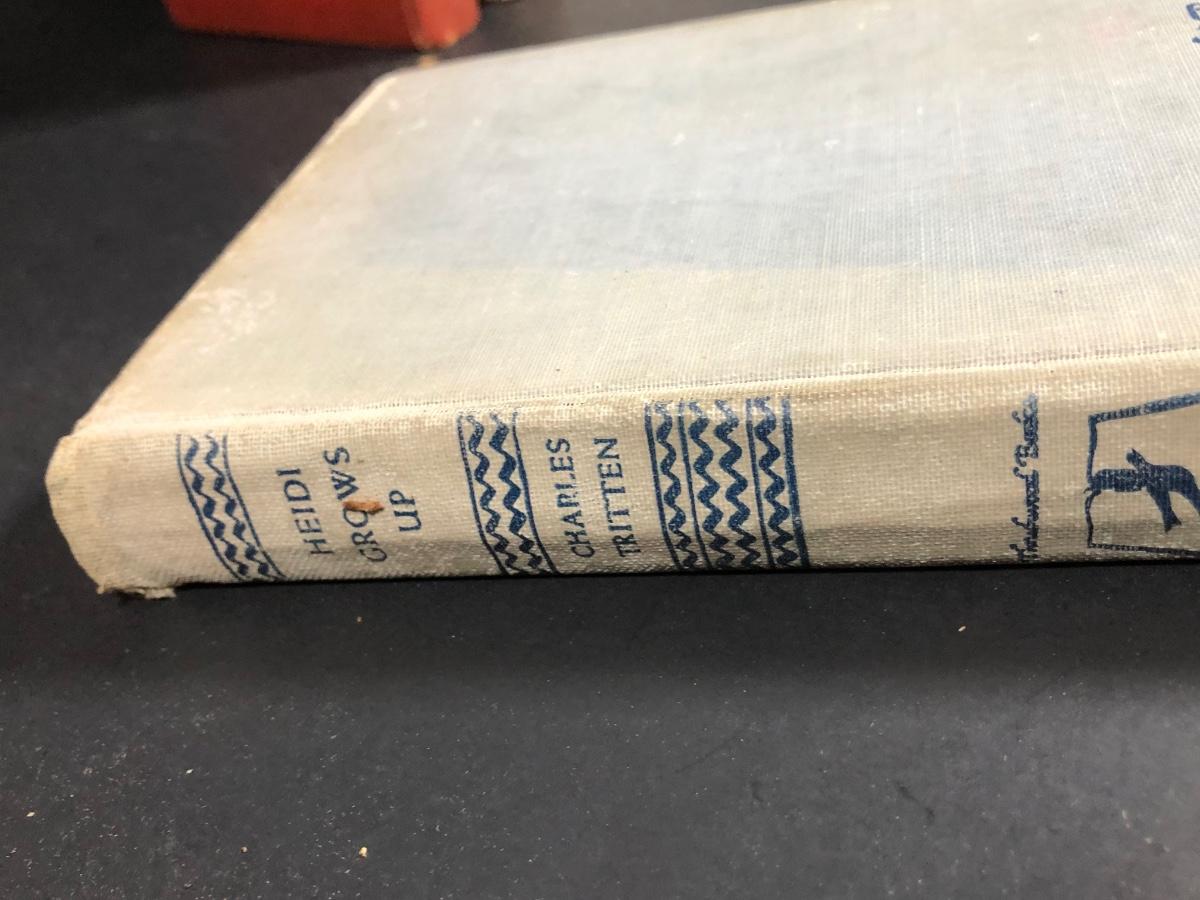 HEIDI
GROWS
UP
CHARLES
TRITTEN